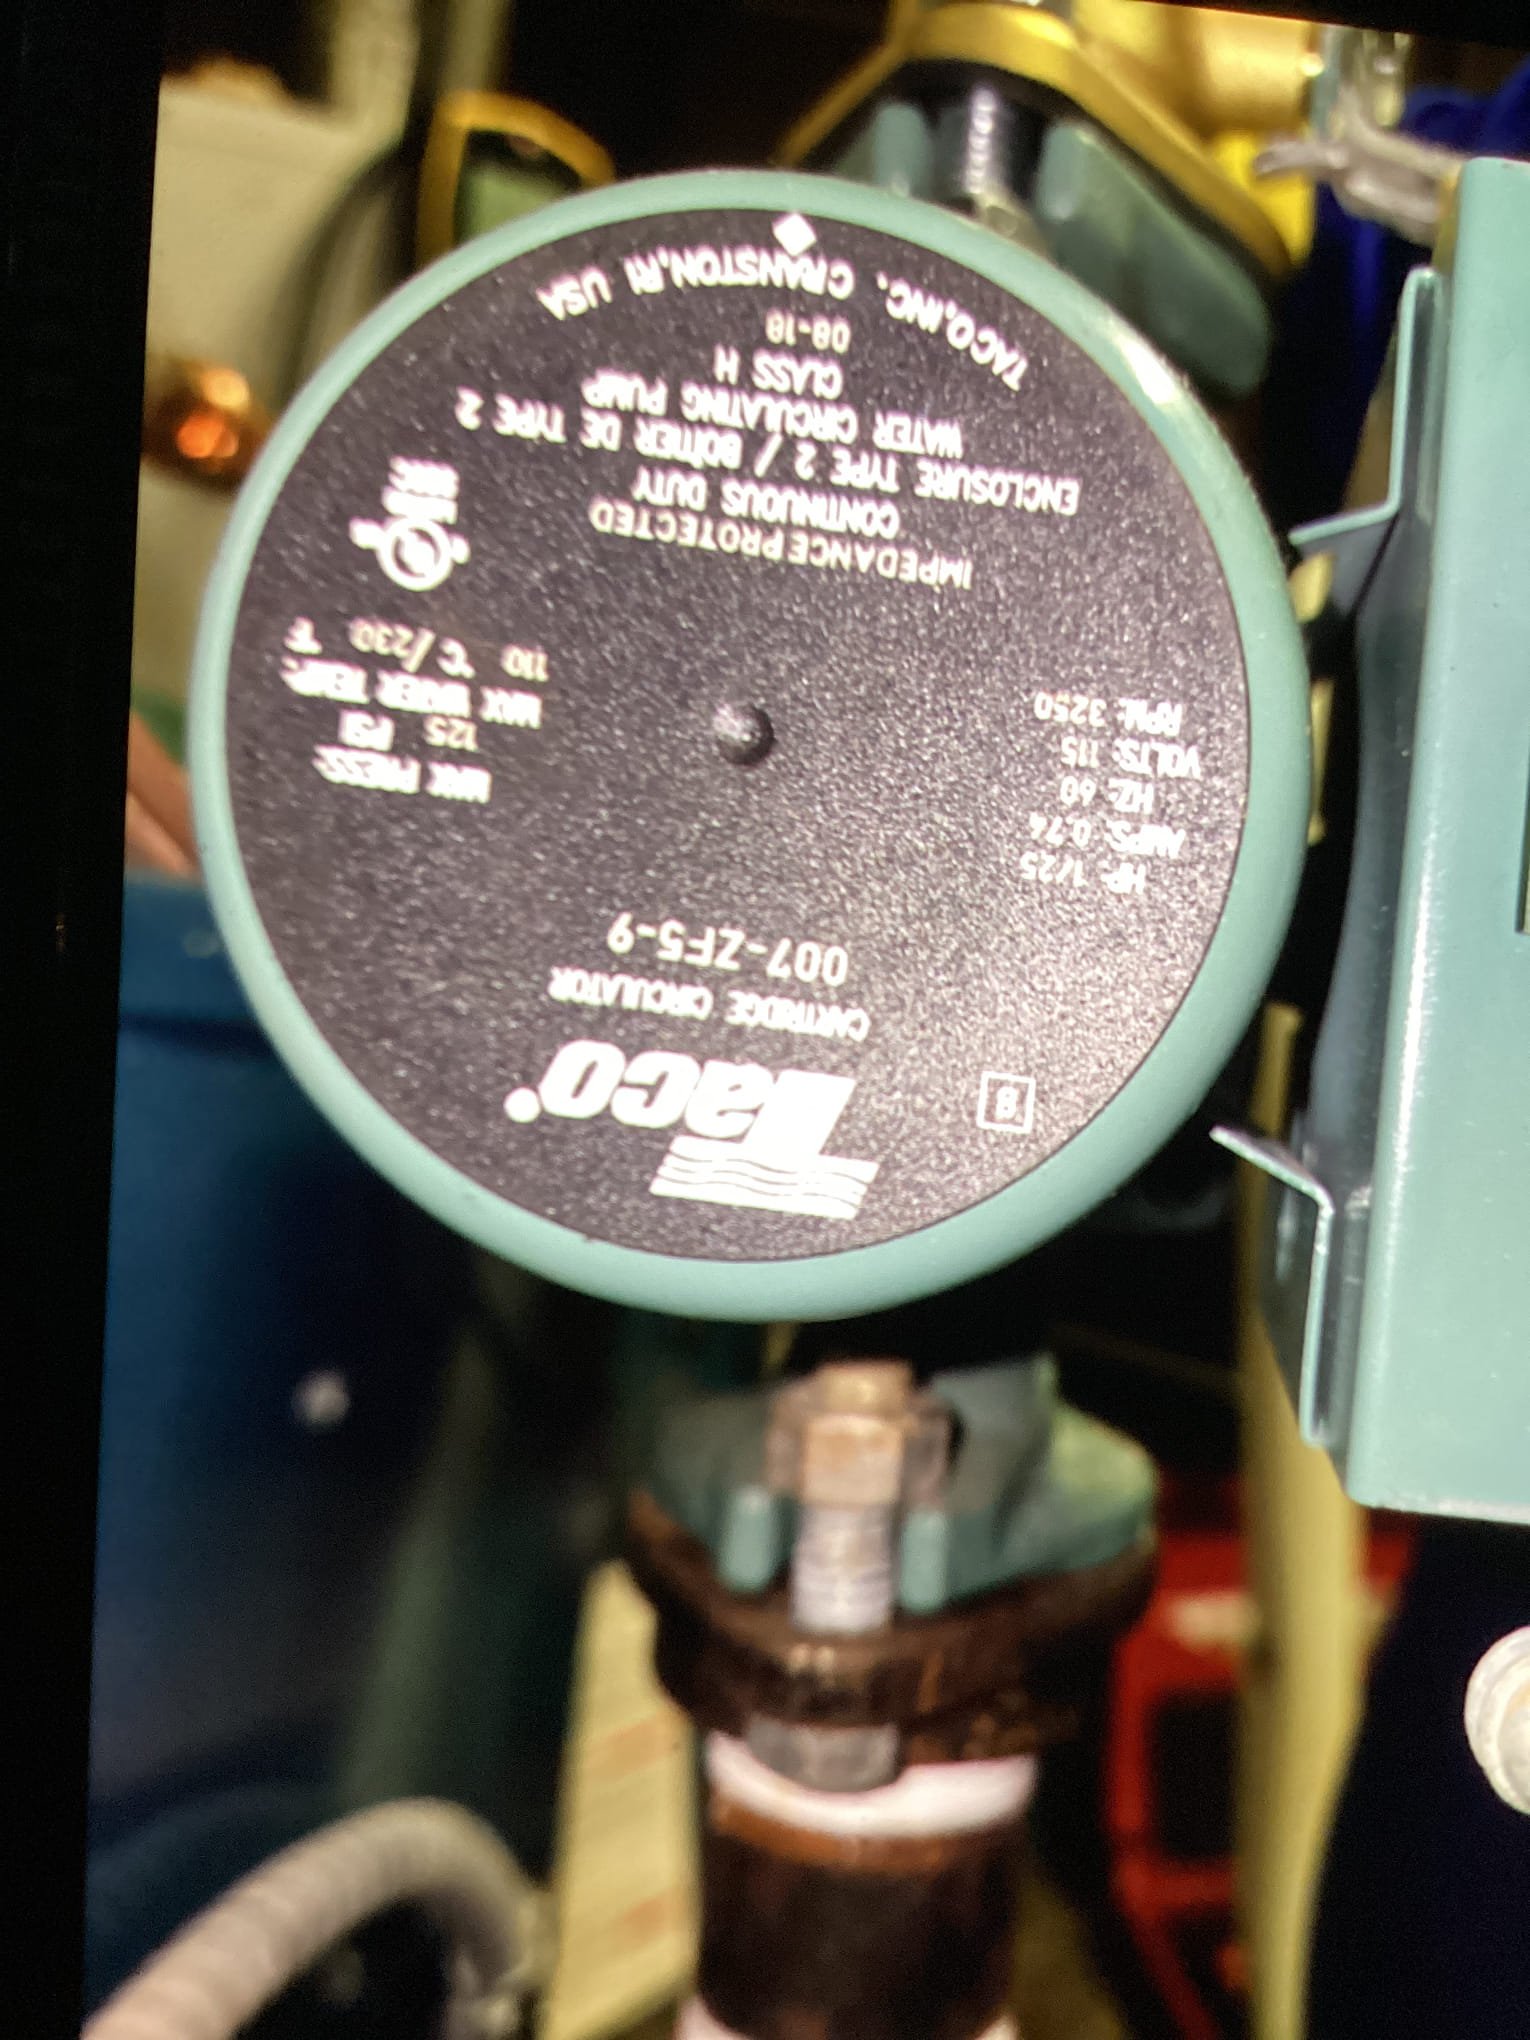 Taco®
8
CARTRIDGE CIRCULATOR
007-ZF5-9
HP: 1/25
AMPS: 0.74
HZ: 60
VOLTS: 115
RPM: 3250
MAX PRESS:
125 PSI
MAX WATER TEMP:
110 °C/230 °F
IMPEDANCE PROTECTED
CONTINUOUS DUTY
ENCLOSURE TYPE 2 / BOÎTIER DE TYPE 2
WATER CIRCULATING PUMP
CLASS H
08-18
TACO, INC. CRANSTON, RI USA